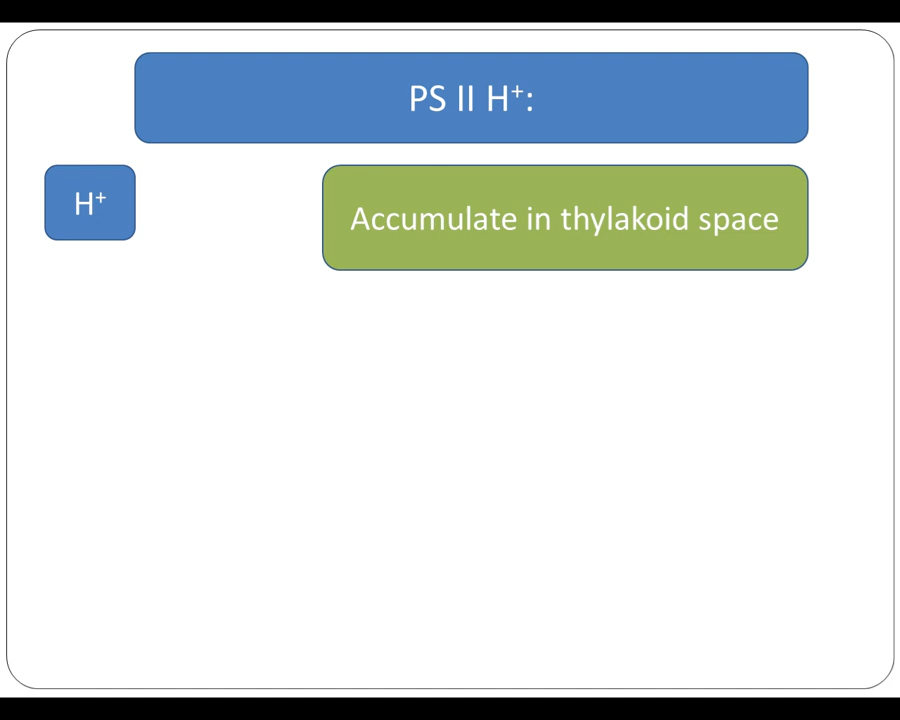 PS II H⁺:
H⁺
Accumulate in thylakoid space